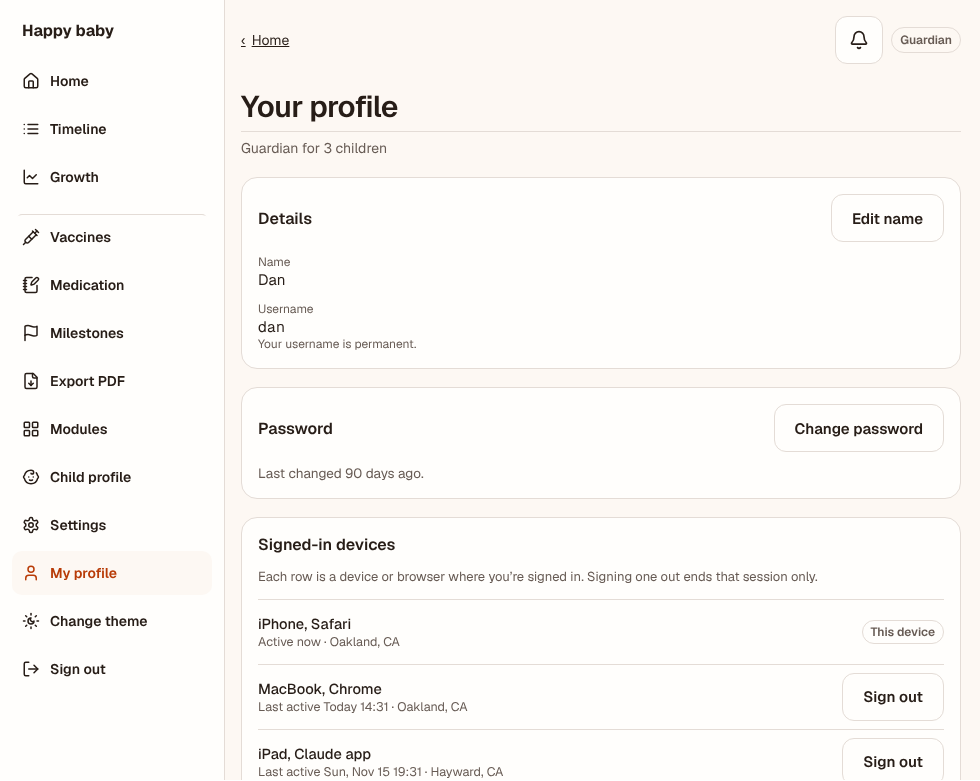 Happy baby
Home
Timeline
Growth
Vaccines
Medication
Milestones
Export PDF
Modules
Child profile
Settings
My profile
Change theme
Sign out
‹ Home
Guardian
Your profile
Guardian for 3 children
Details
Edit name
Name
Dan
Username
dan
Your username is permanent.
Password
Change password
Last changed 90 days ago.
Signed-in devices
Each row is a device or browser where you’re signed in. Signing one out ends that session only.
iPhone, Safari
Active now · Oakland, CA
This device
MacBook, Chrome
Last active Today 14:31 · Oakland, CA
Sign out
iPad, Claude app
Last active Sun, Nov 15 19:31 · Hayward, CA
Sign out